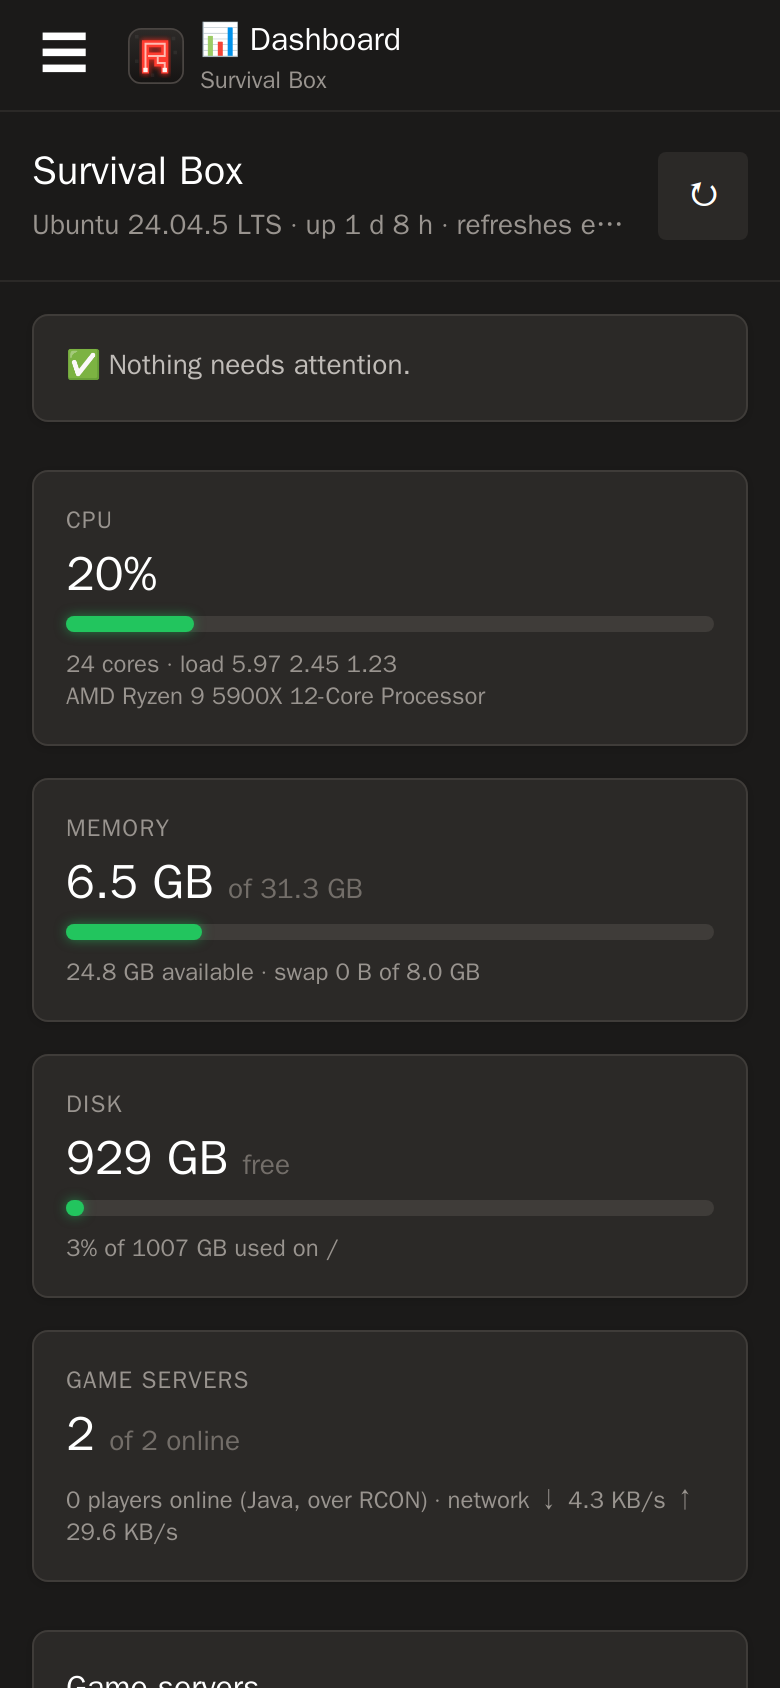 Dashboard
Survival Box
Survival Box
Ubuntu 24.04.5 LTS · up 1 d 8 h · refreshes e···
Nothing needs attention.
CPU
20%
24 cores · load 5.97 2.45 1.23
AMD Ryzen 9 5900X 12-Core Processor
MEMORY
6.5 GB of 31.3 GB
24.8 GB available · swap 0 B of 8.0 GB
DISK
929 GB free
3% of 1007 GB used on /
GAME SERVERS
2 of 2 online
0 players online (Java, over RCON) · network ↓ 4.3 KB/s ↑
29.6 KB/s
Game servers